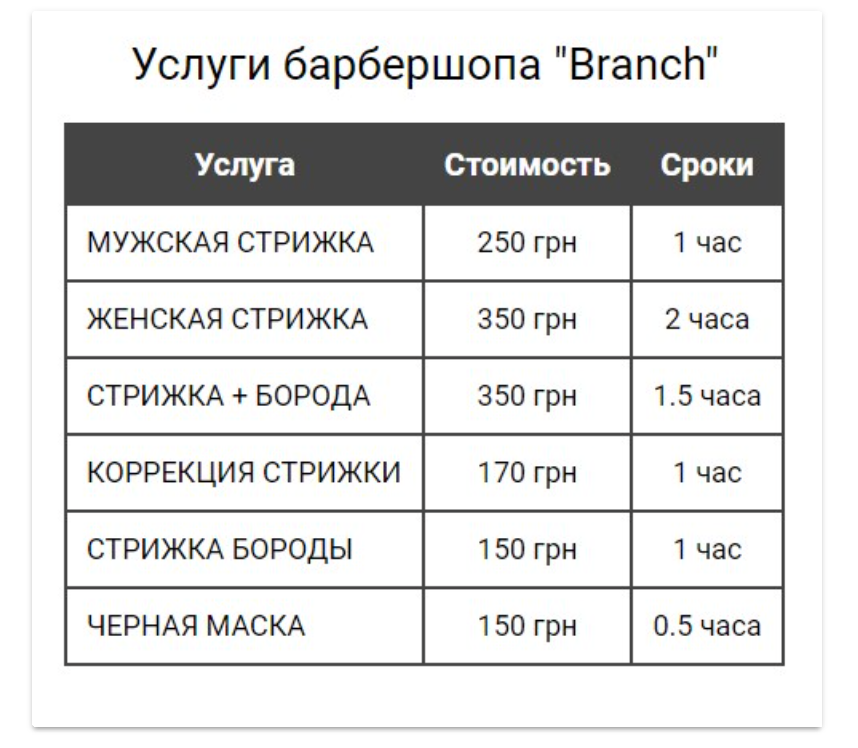 Услуги барбершопа "Branch"
Услуга Стоимость Сроки
МУЖСКАЯ СТРИЖКА 250 грн 1 час
ЖЕНСКАЯ СТРИЖКА 350 грн 2 часа
СТРИЖКА + БОРОДА 350 грн 1.5 часа
КОРРЕКЦИЯ СТРИЖКИ 170 грн 1 час
СТРИЖКА БОРОДЫ 150 грн 1 час
ЧЕРНАЯ МАСКА 150 грн 0.5 часа